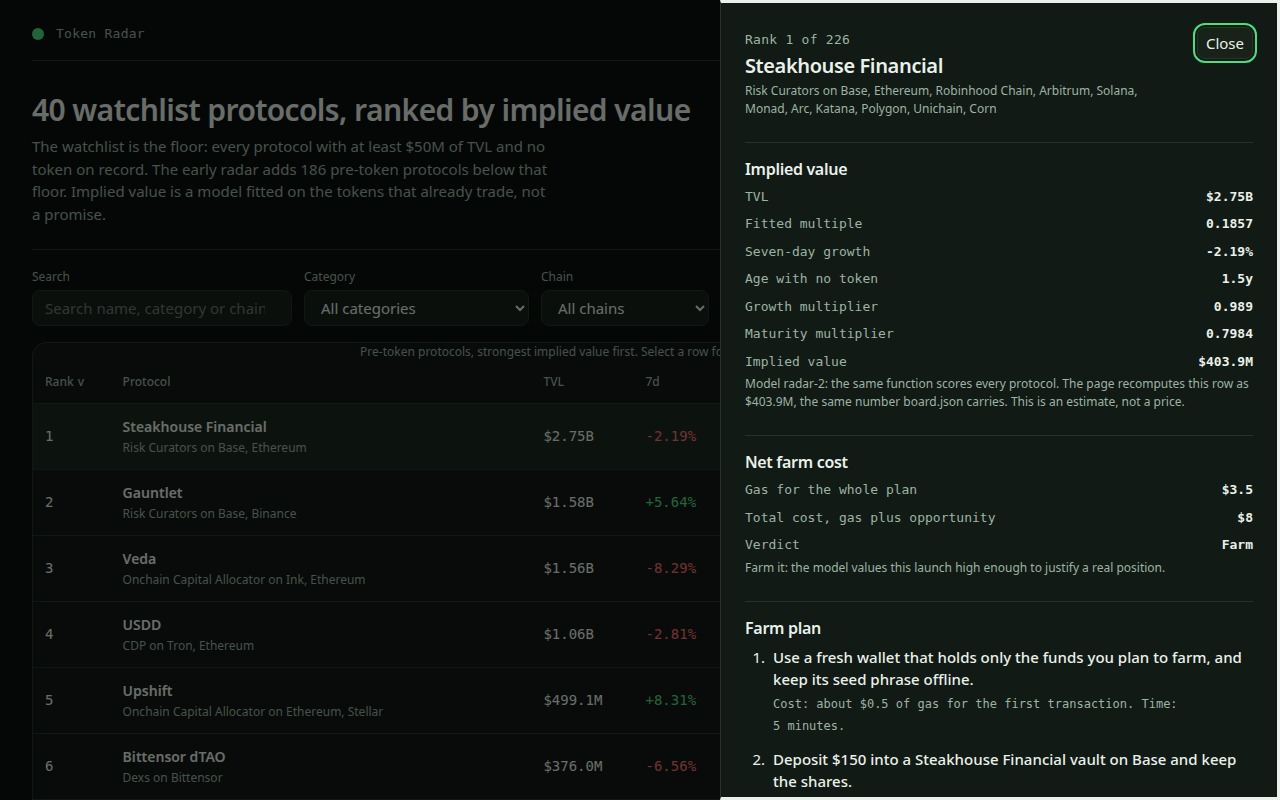 Token Radar
40 watchlist protocols, ranked by implied value
The watchlist is the floor: every protocol with at least $50M of TVL and no
token on record. The early radar adds 186 pre-token protocols below that
floor. Implied value is a model fitted on the tokens that already trade, not
a promise.
Search
Category
Chain
Search name, category or chain
All categories
All chains
Pre-token protocols, strongest implied value first. Select a row fo
Rank v
Protocol
TVL
7d
1
Steakhouse Financial
Risk Curators on Base, Ethereum
$2.75B
-2.19%
2
Gauntlet
Risk Curators on Base, Binance
$1.58B
+5.64%
3
Veda
Onchain Capital Allocator on Ink, Ethereum
$1.56B
-8.29%
4
USDD
CDP on Tron, Ethereum
$1.06B
-2.81%
5
Upshift
Onchain Capital Allocator on Ethereum, Stellar
$499.1M
+8.31%
6
Bittensor dTAO
Dexs on Bittensor
$376.0M
-6.56%
Rank 1 of 226
Close
Steakhouse Financial
Risk Curators on Base, Ethereum, Robinhood Chain, Arbitrum, Solana,
Monad, Arc, Katana, Polygon, Unichain, Corn
Implied value
TVL $2.75B
Fitted multiple 0.1857
Seven-day growth -2.19%
Age with no token 1.5y
Growth multiplier 0.989
Maturity multiplier 0.7984
Implied value $403.9M
Model radar-2: the same function scores every protocol. The page recomputes this row as
$403.9M, the same number board.json carries. This is an estimate, not a price.
Net farm cost
Gas for the whole plan $3.5
Total cost, gas plus opportunity $8
Verdict Farm
Farm it: the model values this launch high enough to justify a real position.
Farm plan
1. Use a fresh wallet that holds only the funds you plan to farm, and
keep its seed phrase offline.
Cost: about $0.5 of gas for the first transaction. Time:
5 minutes.
2. Deposit $150 into a Steakhouse Financial vault on Base and keep
the shares.